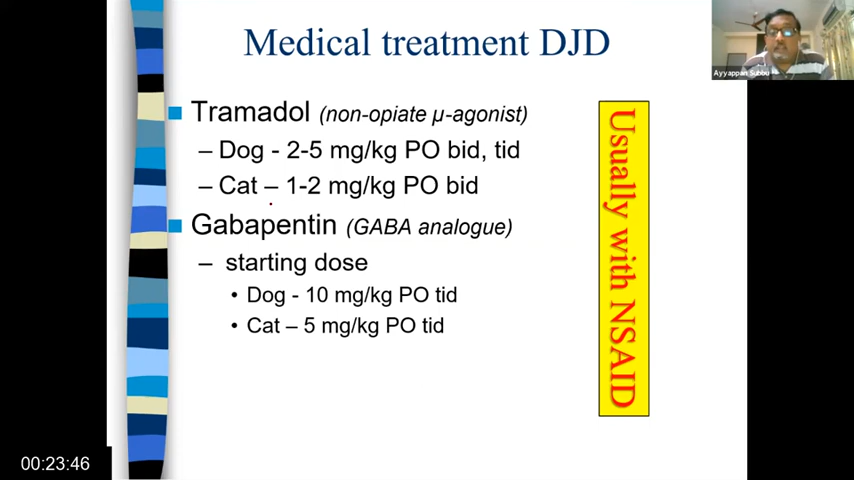 Medical treatment DJD
Ayyappan Subbu
Tramadol (non-opiate µ-agonist)
– Dog - 2-5 mg/kg PO bid, tid
– Cat – 1-2 mg/kg PO bid
Gabapentin (GABA analogue)
– starting dose
• Dog - 10 mg/kg PO tid
• Cat – 5 mg/kg PO tid
Usually with NSAID
00:23:46